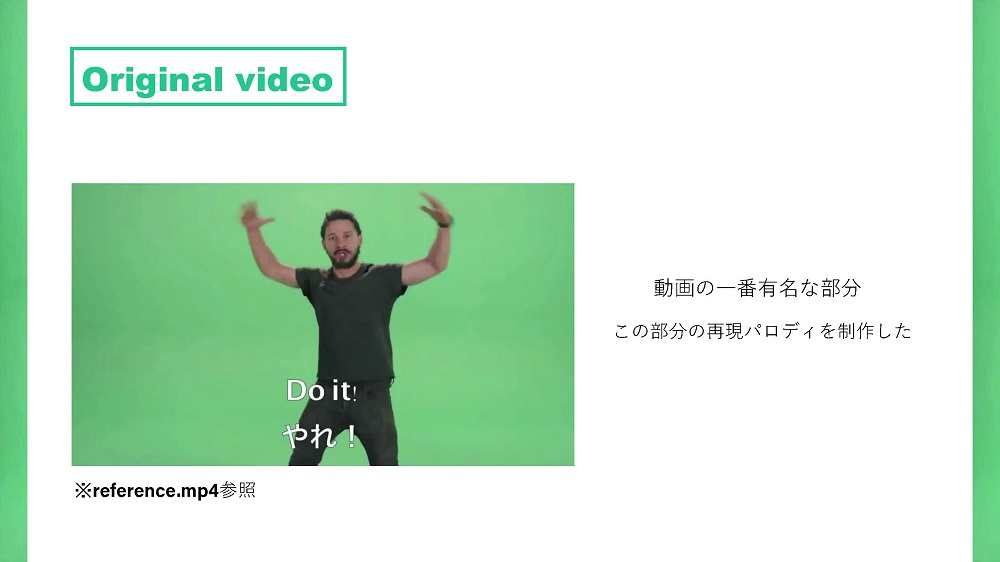 Original video
動画の一番有名な部分
この部分の再現パロディを制作した
Do it!
やれ！
※reference.mp4参照